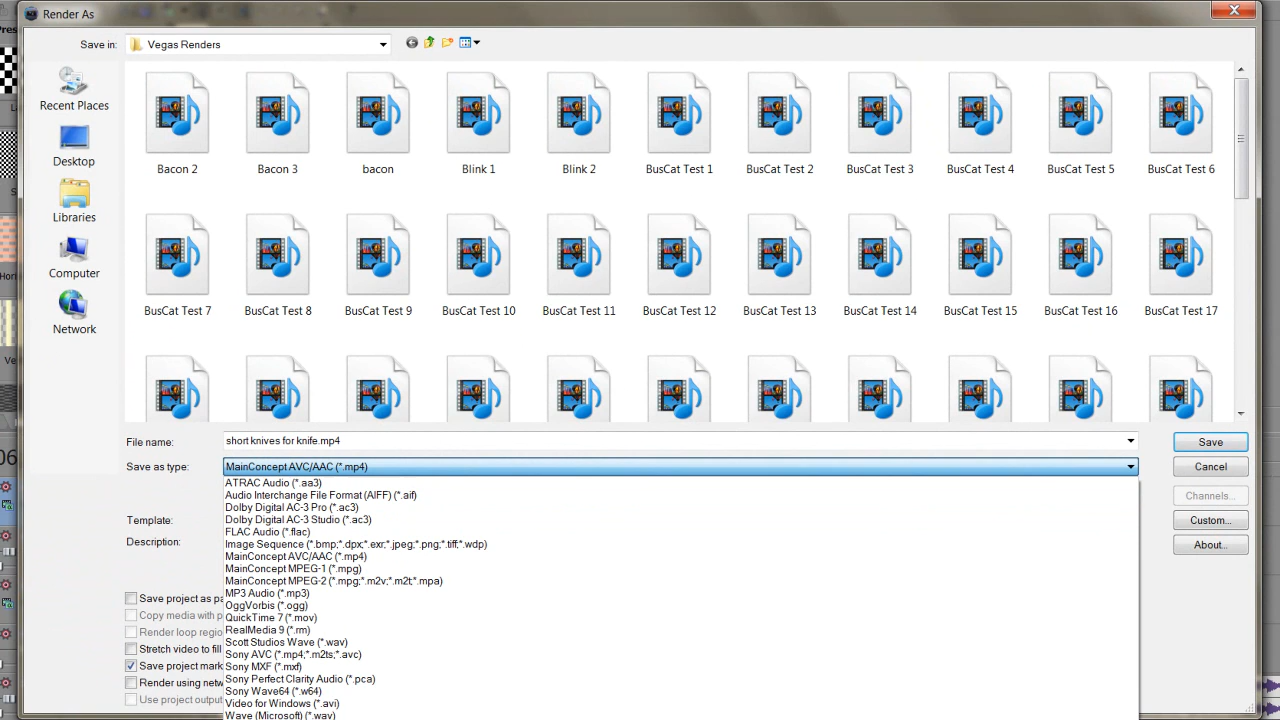 Render As
Pres
Save in:
Vegas Renders
Recent Places
Desktop
Libraries
Computer
Network
Bacon 2
Bacon 3
bacon
Blink 1
Blink 2
BusCat Test 1
BusCat Test 2
BusCat Test 3
BusCat Test 4
BusCat Test 5
BusCat Test 6
BusCat Test 7
BusCat Test 8
BusCat Test 9
BusCat Test 10
BusCat Test 11
BusCat Test 12
BusCat Test 13
BusCat Test 14
BusCat Test 15
BusCat Test 16
BusCat Test 17
Hori
Ve
File name:
short knives for knife.mp4
Save
Save as type:
MainConcept AVC/AAC (*.mp4)
Cancel
ATRAC Audio (*.aa3)
Audio Interchange File Format (AIFF) (*.aif)
Channels...
Dolby Digital AC-3 Pro (*.ac3)
Template:
Dolby Digital AC-3 Studio (*.ac3)
Custom...
FLAC Audio (*.flac)
Description:
Image Sequence (*.bmp;*.dpx;*.exr;*.jpeg;*.png;*.tiff;*.wdp)
About...
MainConcept AVC/AAC (*.mp4)
MainConcept MPEG-1 (*.mpg)
MainConcept MPEG-2 (*.mpg;*.m2v;*.m2t;*.mpa)
MP3 Audio (*.mp3)
Save project as pa
OggVorbis (*.ogg)
Copy media with p
QuickTime 7 (*.mov)
Render loop regio
RealMedia 9 (*.rm)
Scott Studios Wave (*.wav)
Stretch video to fill
Sony AVC (*.mp4;*.m2ts;*.avc)
Save project mark
Sony MXF (*.mxf)
Render using netw
Sony Perfect Clarity Audio (*.pca)
Sony Wave64 (*.w64)
Use project output
Video for Windows (*.avi)
Wave (Microsoft) (*.wav)
06